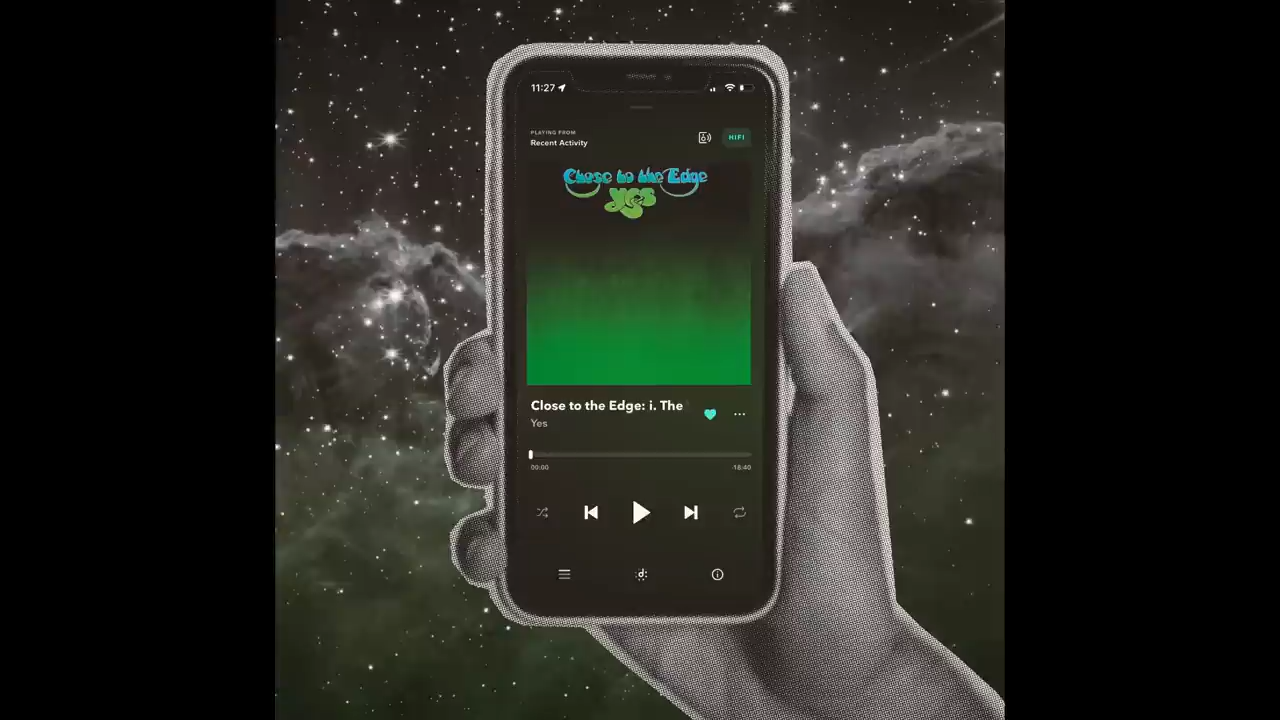 11:27
PLAYING FROM
Recent Activity
HIFI
Close to the Edge
Yes
Close to the Edge: i. The
Yes
00:00
-18:40